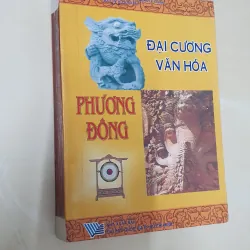 ĐẠI CƯƠNG
VĂN HÓA
PHƯƠNG
ĐÔNG